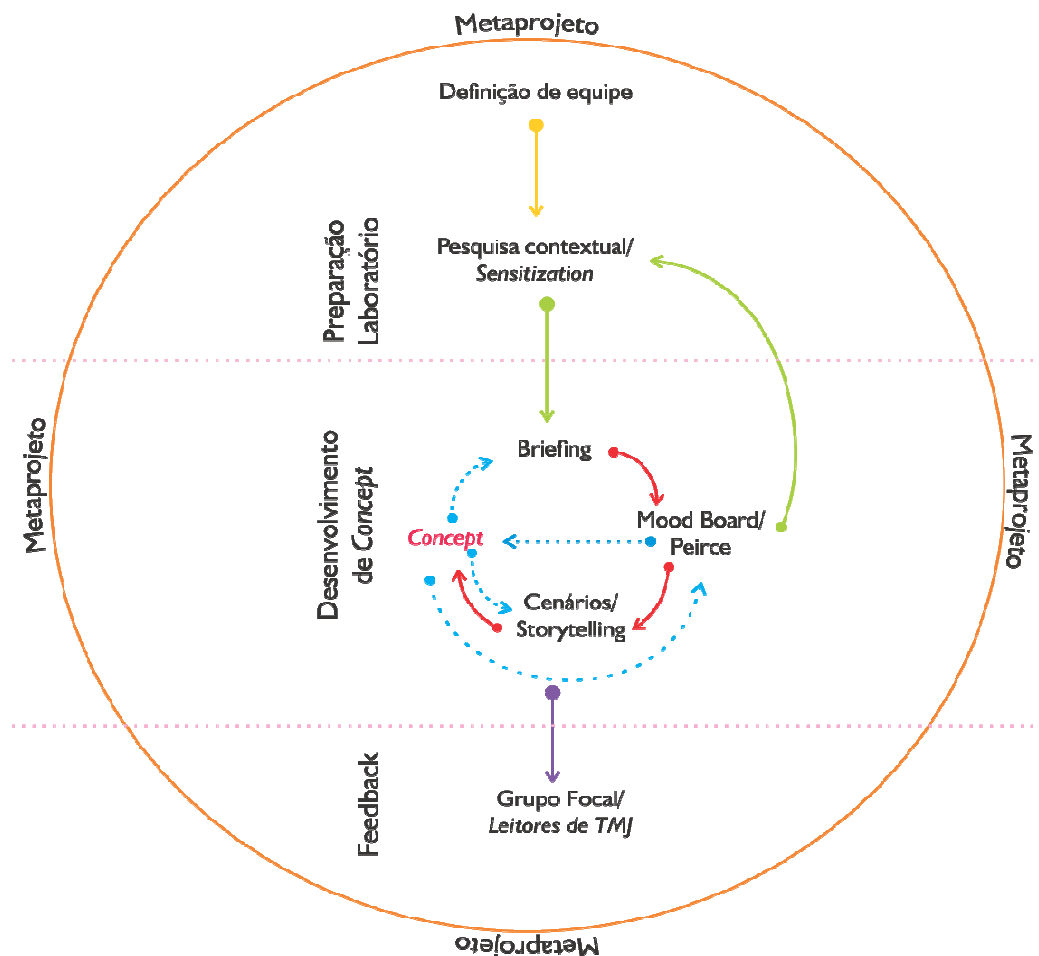 Metaprojeto
Definição de equipe
Preparação
Laboratório
Pesquisa contextual/
Sensitization
Metaprojeto
Metaprojeto
Desenvolvimento
de Concept
Briefing
Mood Board/
Peirce
Concept
Cenários/
Storytelling
Feedback
Grupo Focal/
Leitores de TMJ
Metaprojeto